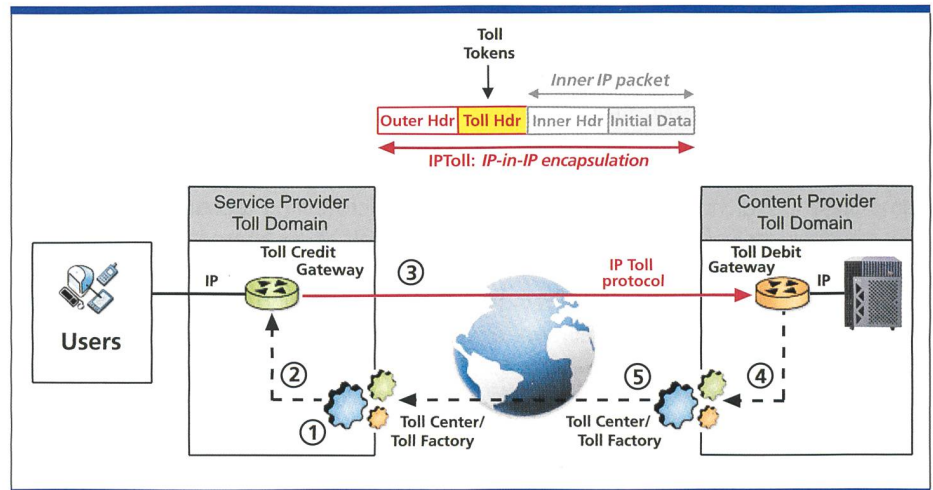 Toll
Tokens
Inner IP packet
Outer Hdr
Toll Hdr
Inner Hdr
Initial Data
IPToll: IP-in-IP encapsulation
Service Provider
Toll Domain
Content Provider
Toll Domain
Toll Credit
Gateway
Toll Debit
Gateway
IP
③
IP Toll
protocol
IP
Users
②
①
⑤
④
Toll Center/
Toll Factory
Toll Center/
Toll Factory